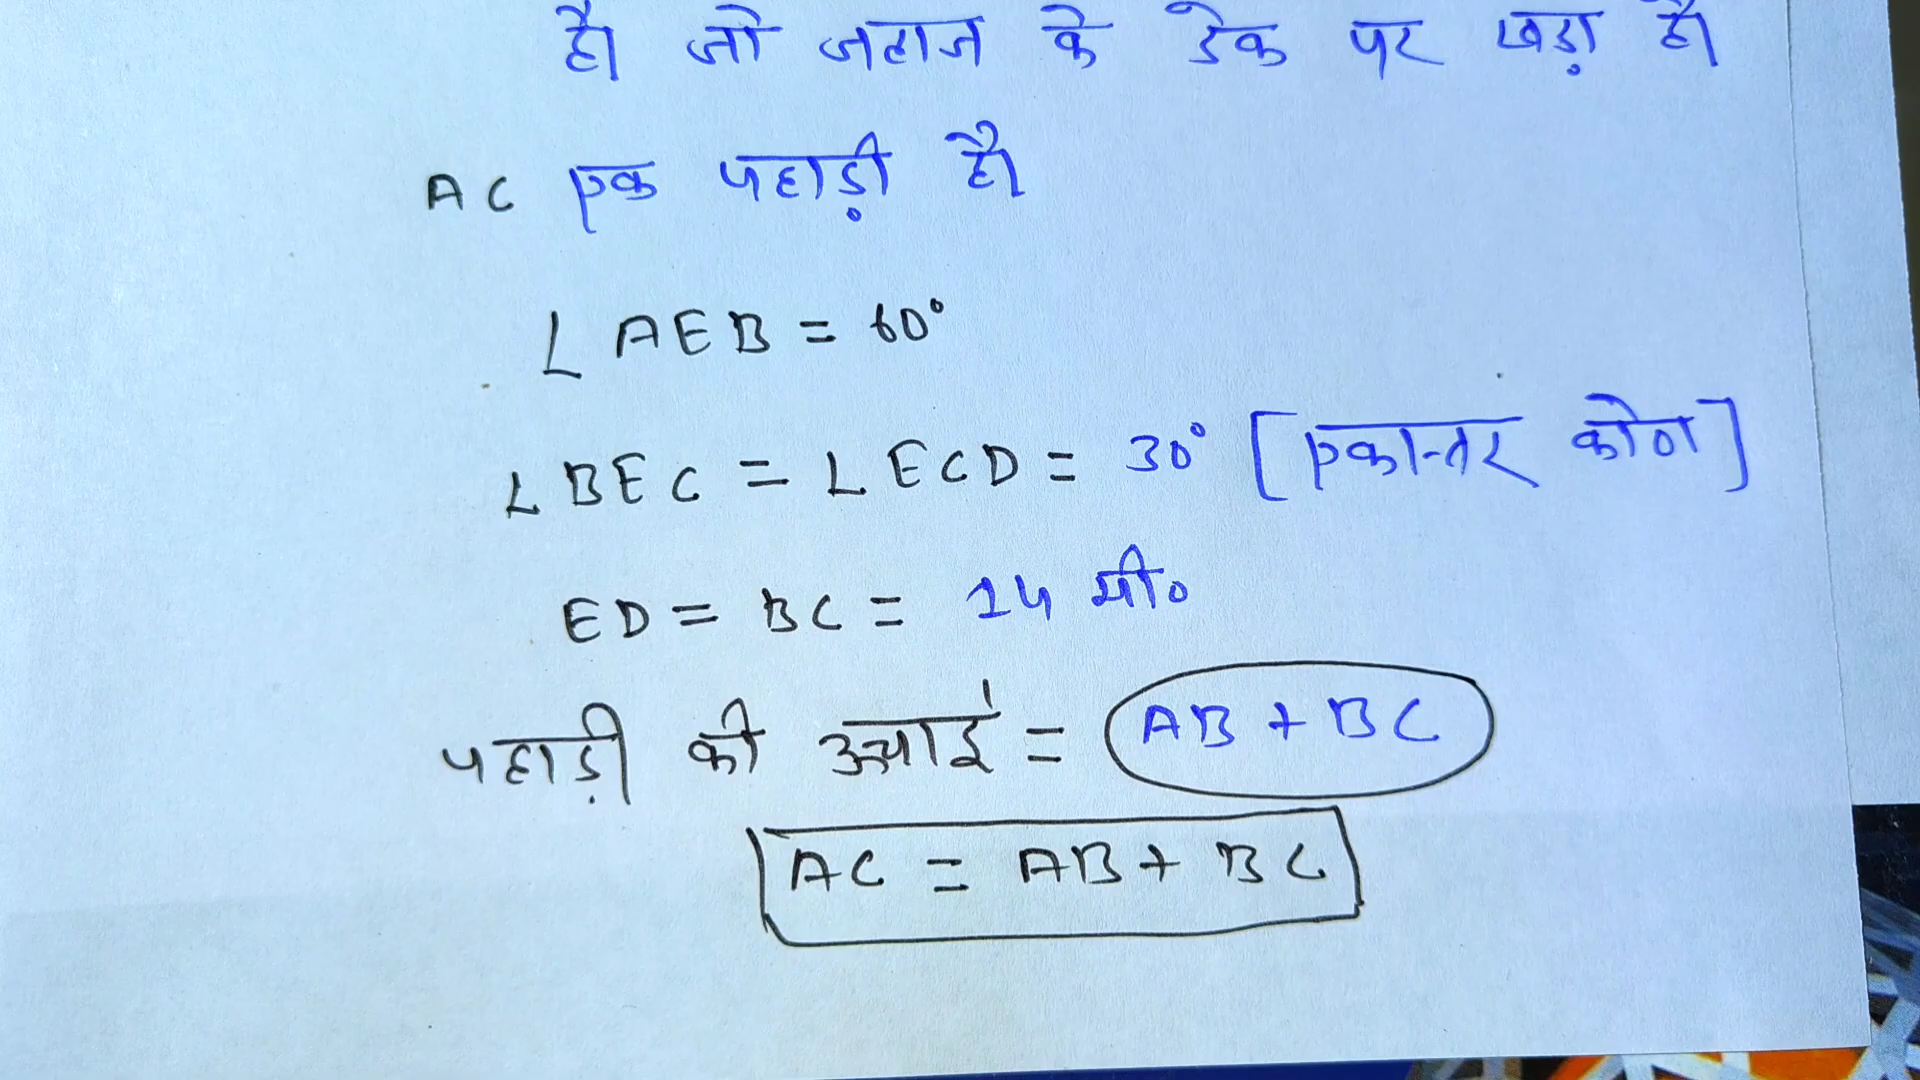 है। जो जहाज के डेक पर खड़ा है।
AC एक पहाड़ी है।
∠AEB = 60°
∠BEC = ∠ECD = 30° [एकान्तर कोण]
ED = BC = 14 मी०
पहाड़ी की ऊचाई = AB + BC
AC = AB + BC